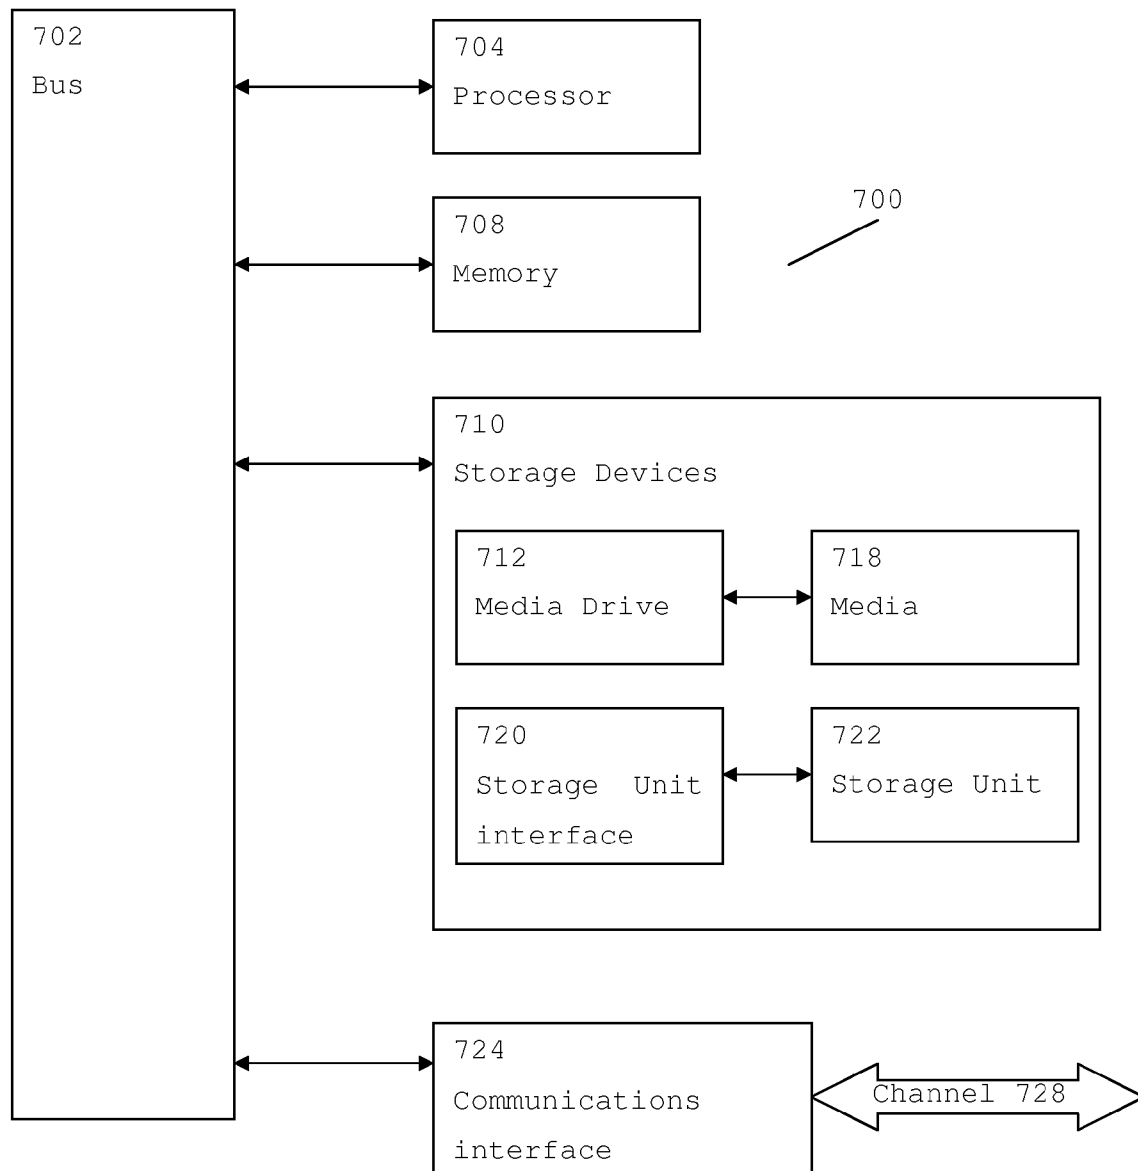 702
Bus
704
Processor
700
708
Memory
710
Storage Devices
712
Media Drive
718
Media
720
Storage Unit
interface
722
Storage Unit
724
Communications
interface
Channel 728